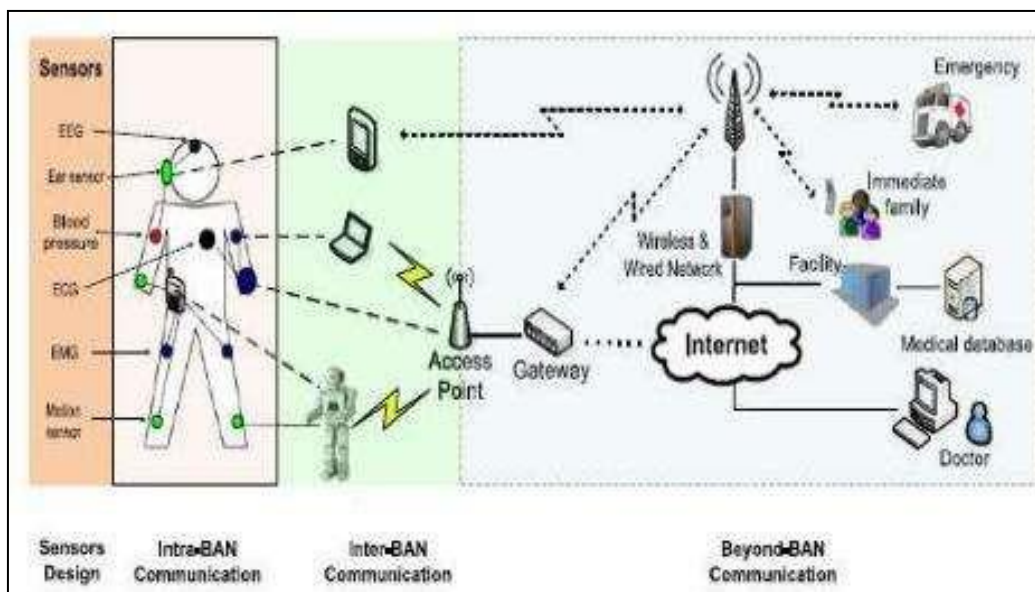 Sensors
EEG
Ear sensor
Blood
pressure
ECG
EMG
Motion
sensor
Access
Point
Gateway
Wireless &
Wired Network
Internet
Emergency
Immediate
family
Facility
Medical database
Doctor
Sensors
Design
Intra-BAN
Communication
Inter-BAN
Communication
Beyond-BAN
Communication